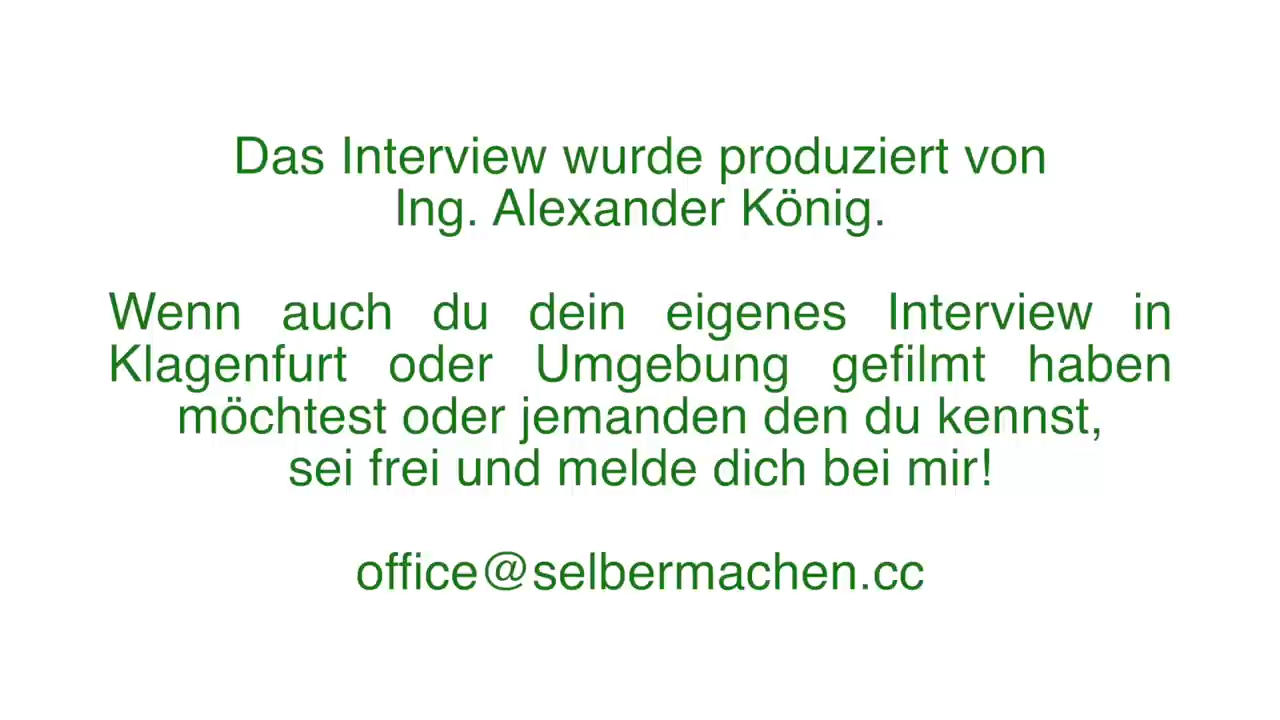 Das Interview wurde produziert von
Ing. Alexander König.
Wenn auch du dein eigenes Interview in
Klagenfurt oder Umgebung gefilmt haben
möchtest oder jemanden den du kennst,
sei frei und melde dich bei mir!
office@selbermachen.cc